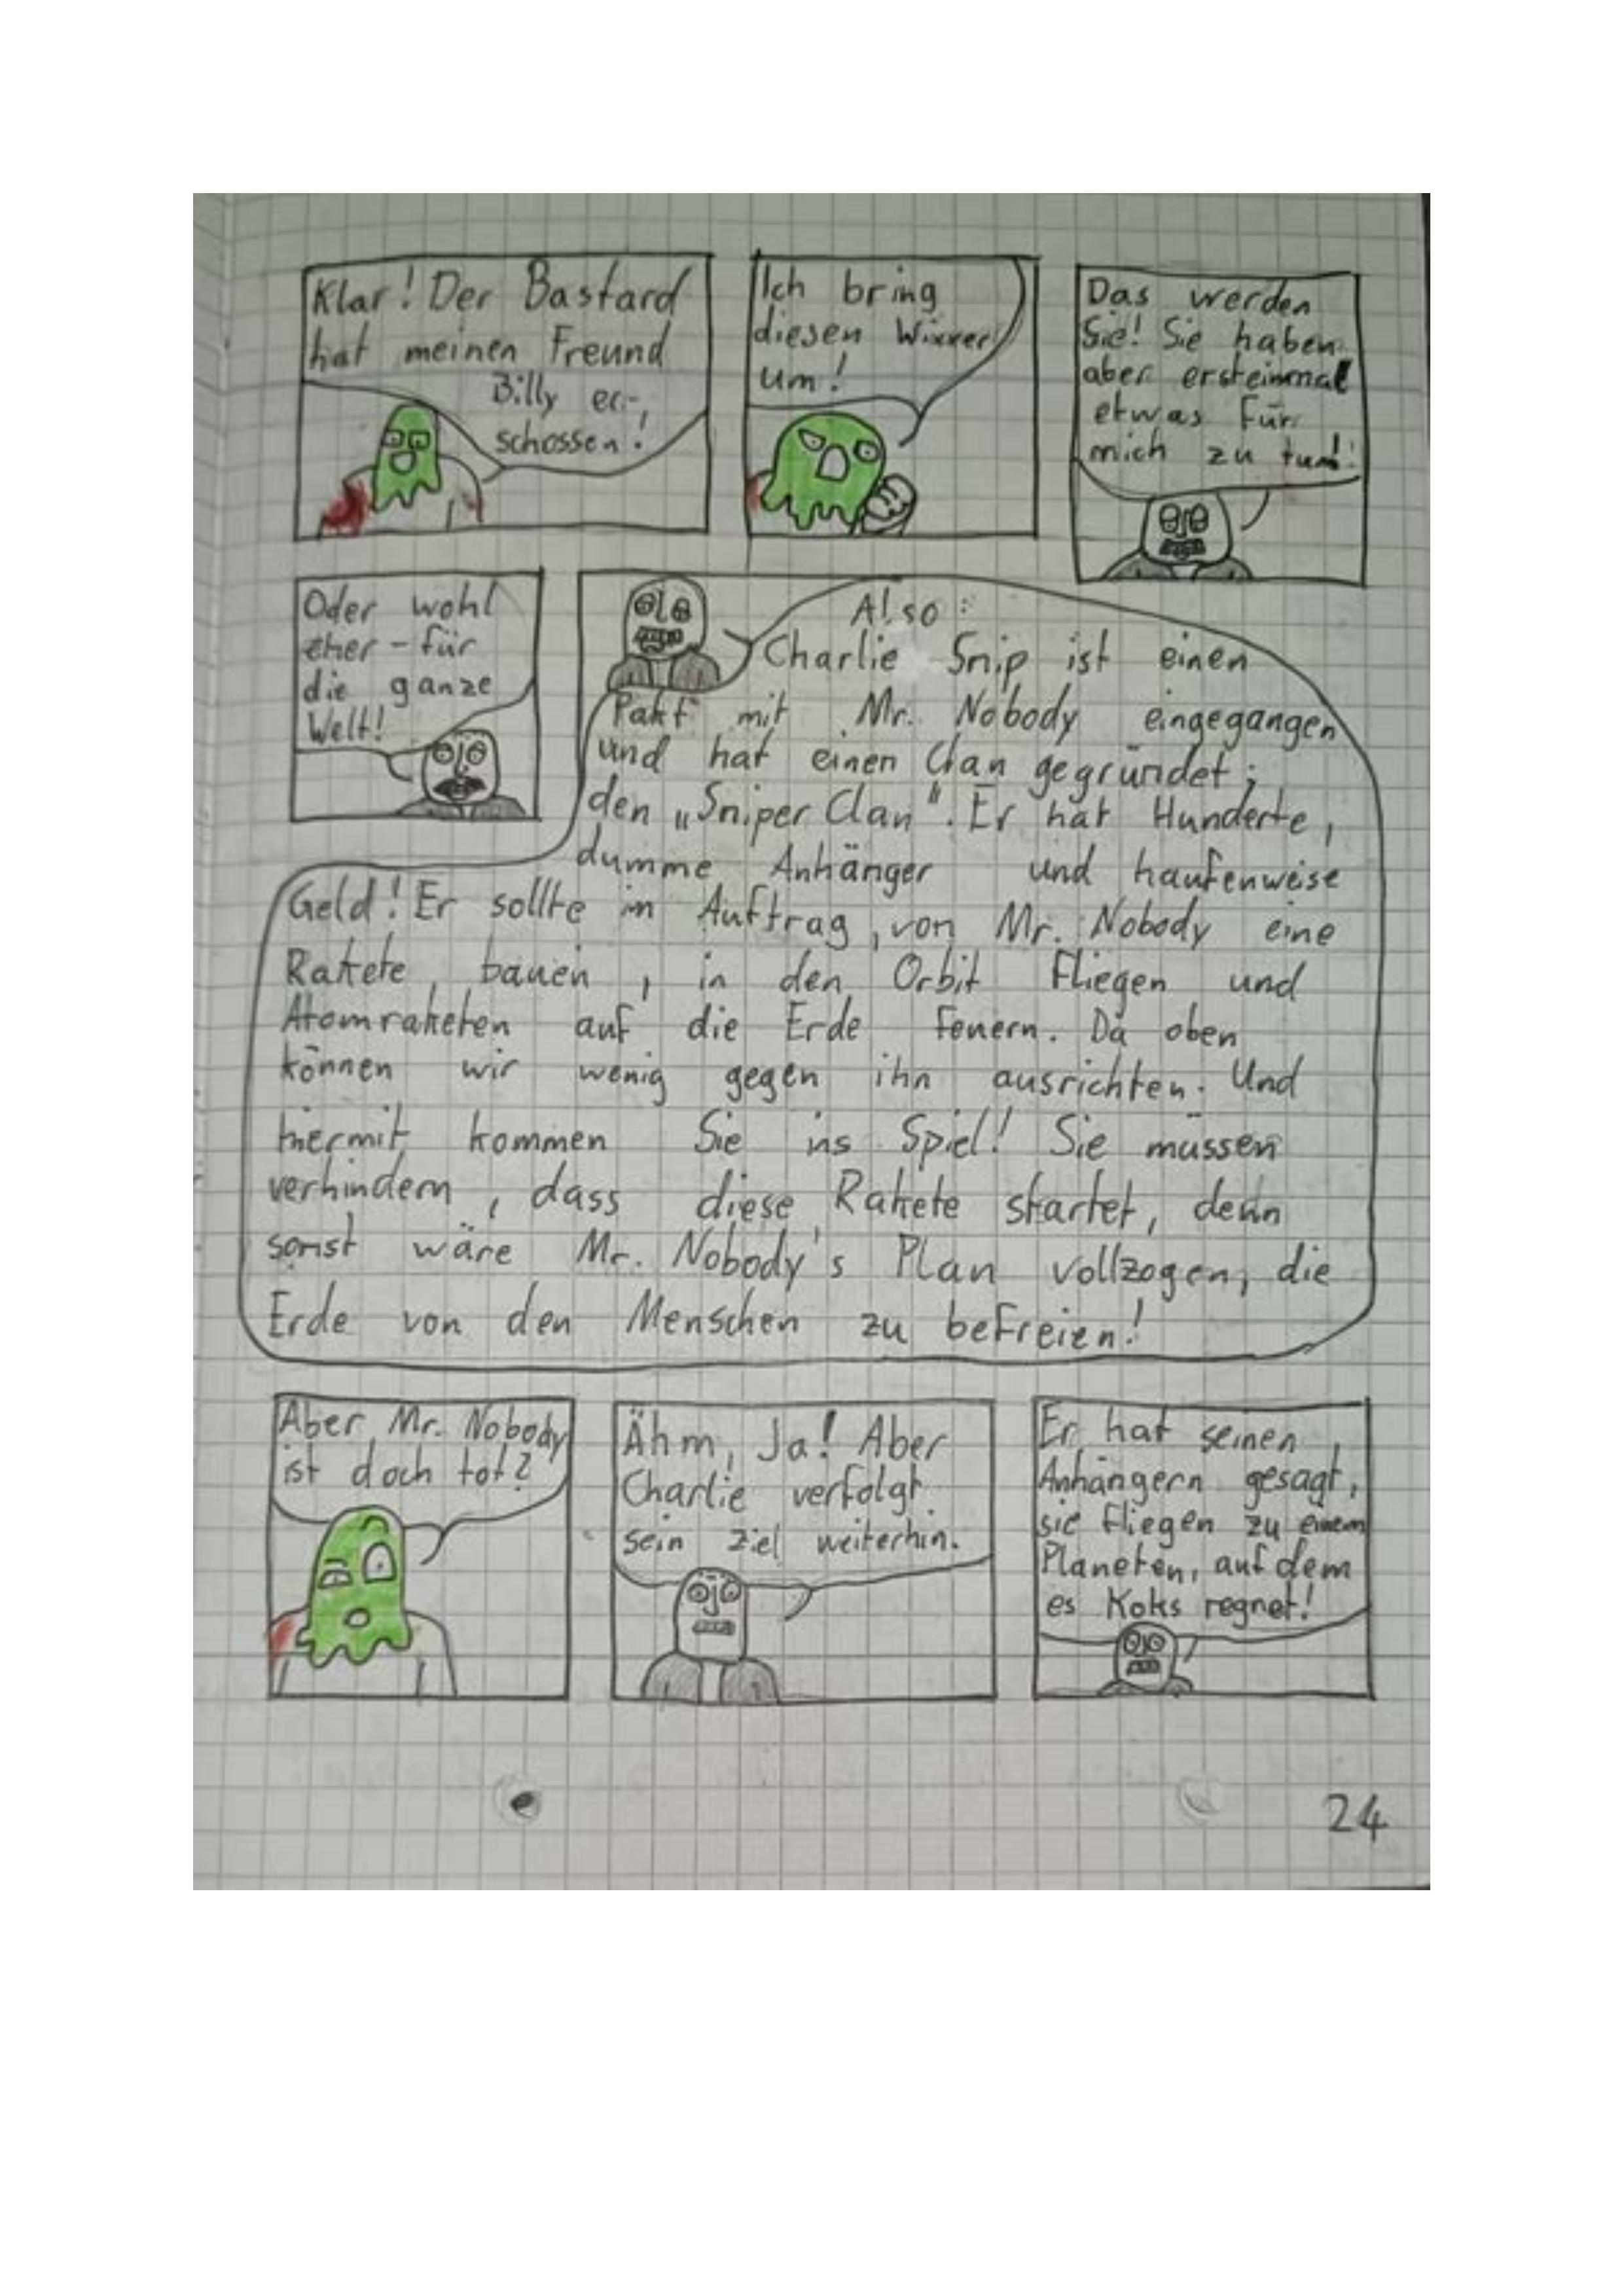 Klar! Der Bastard
hat meinen Freund
Billy er-
schossen!
Ich bring
diesen Wixxer
um!
Das werden
Sie! Sie haben
aber ersteinmal
etwas für
mich zu tun!
Oder wohl
eher - für
die ganze
Welt!
Also:
Charlie Snip ist einen
Pakt mit Mr. Nobody eingegangen
und hat einen Clan gegründet;
den „Sniper Clan". Er hat Hunderte,
dumme Anhänger und haufenweise
Geld! Er sollte im Auftrag, von Mr. Nobody eine
Rakete, bauen, in den Orbit fliegen und
Atomraketen auf die Erde feuern. Da oben
können wir wenig gegen ihn ausrichten. Und
hiermit kommen Sie ins Spiel! Sie müssen
verhindern, dass diese Rakete startet, denn
sonst wäre Mr. Nobody's Plan vollzogen, die
Erde von den Menschen zu befreien!
Aber Mr. Nobody
ist doch tot?
Ähm, Ja! Aber
Charlie verfolgt
sein Ziel weiterhin.
Er hat seinen
Anhängern gesagt,
sie fliegen zu einem
Planeten, auf dem
es Koks regnet!
24